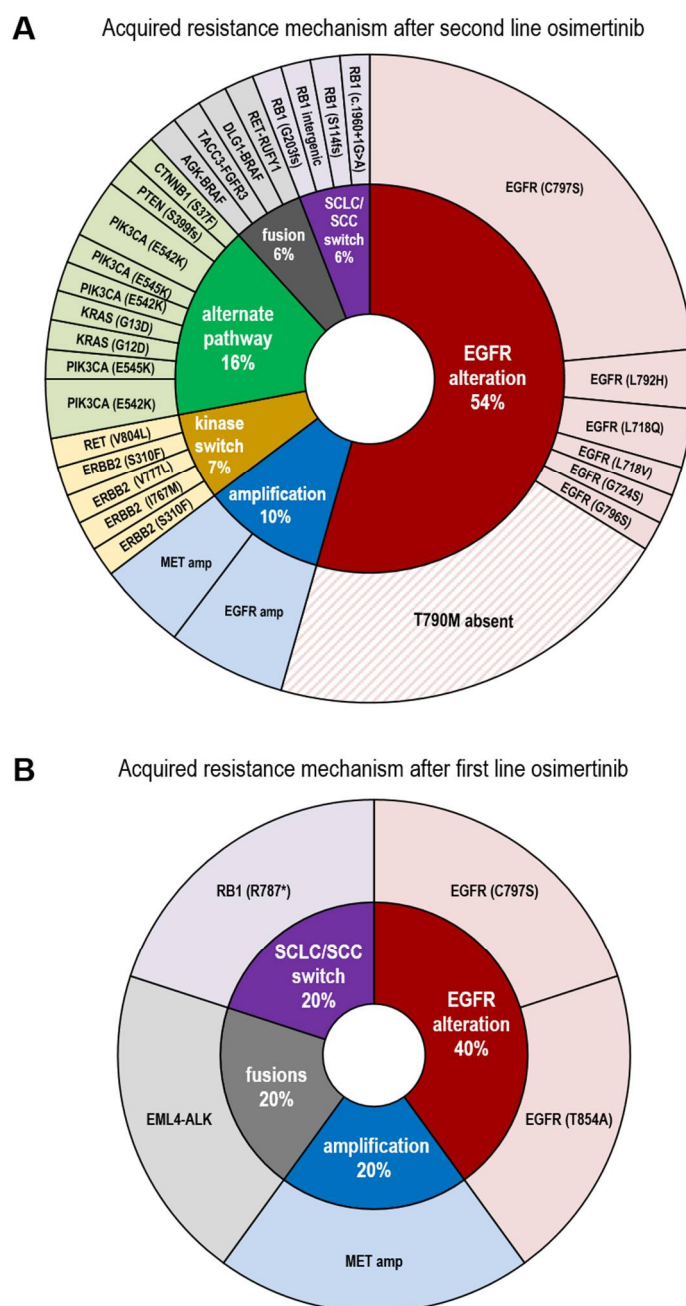 A
Acquired resistance mechanism after second line osimertinib
EGFR (C797S)
EGFR (L792H)
EGFR (L718Q)
EGFR (L718V)
EGFR (G724S)
EGFR (G796S)
T790M absent
EGFR amp
MET amp
ERBB2 (S310F)
ERBB2 (I767M)
ERBB2 (V777L)
ERBB2 (S310F)
RET (V804L)
PIK3CA (E542K)
PIK3CA (E545K)
KRAS (G12D)
KRAS (G13D)
PIK3CA (E542K)
PIK3CA (E545K)
PIK3CA (E542K)
PTEN (S399fs)
CTNNB1 (S37F)
AGK-BRAF
TACC3-FGFR3
DLG1-BRAF
RET-RUFY1
RB1 (G203fs)
RB1 intergenic
RB1 (S114fs)
RB1 (c.1960+1G>A)
EGFR
alteration
54%
amplification
10%
kinase
switch
7%
alternate
pathway
16%
fusion
6%
SCLC/
SCC
switch
6%
B
Acquired resistance mechanism after first line osimertinib
EGFR (C797S)
EGFR (T854A)
MET amp
EML4-ALK
RB1 (R787*)
EGFR
alteration
40%
amplification
20%
fusions
20%
SCLC/SCC
switch
20%